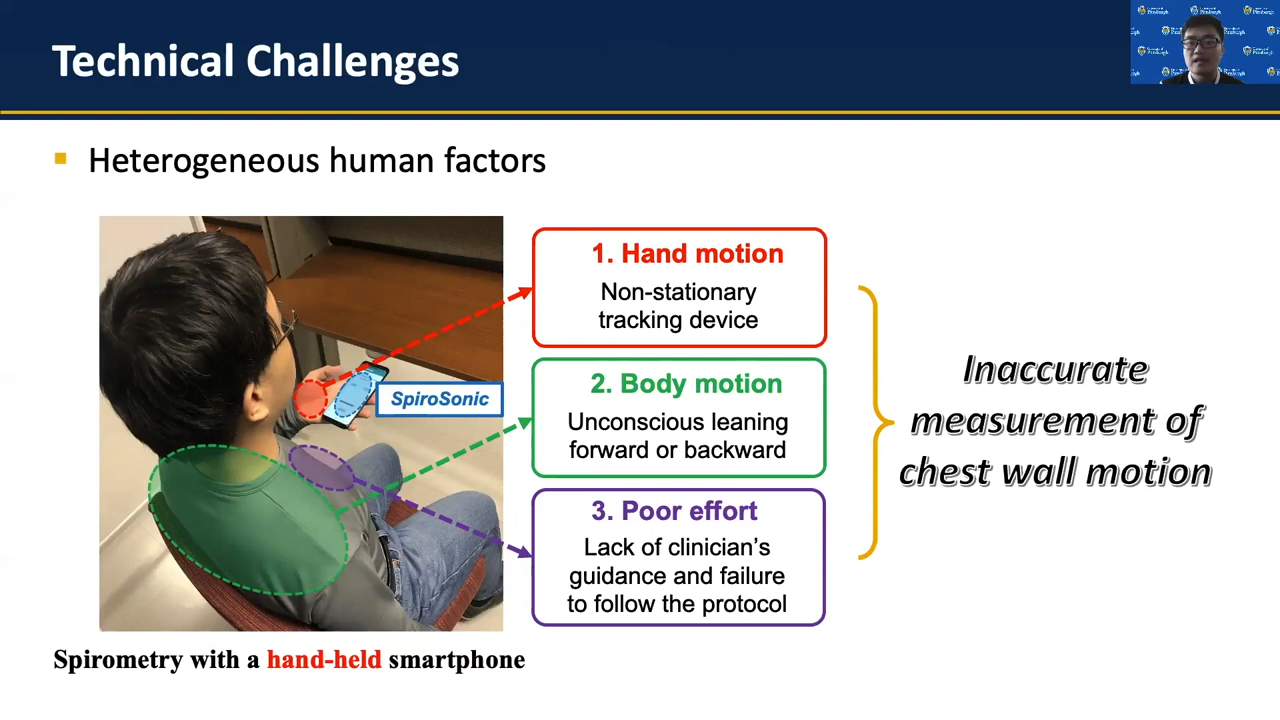 Technical Challenges
Heterogeneous human factors
1. Hand motion
Non-stationary
tracking device
SpiroSonic
2. Body motion
Unconscious leaning
forward or backward
3. Poor effort
Lack of clinician's
guidance and failure
to follow the protocol
Inaccurate
measurement of
chest wall motion
Spirometry with a hand-held smartphone